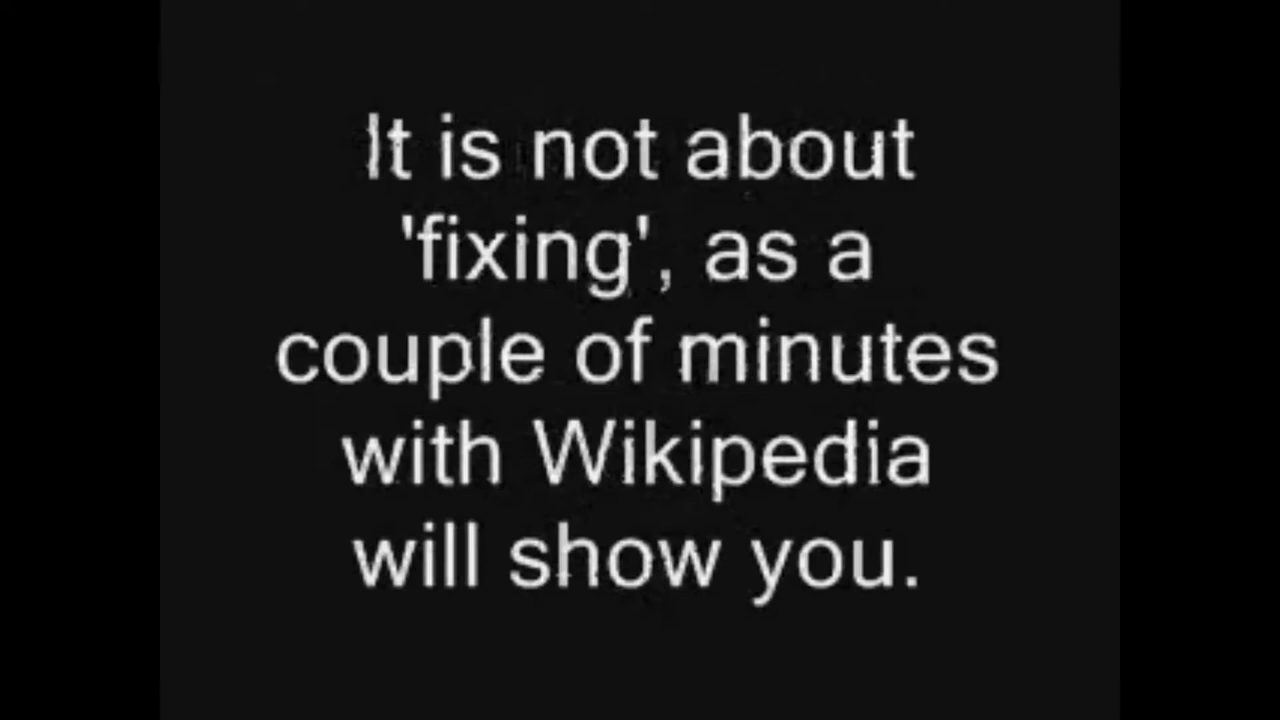 It is not about
'fixing', as a
couple of minutes
with Wikipedia
will show you.